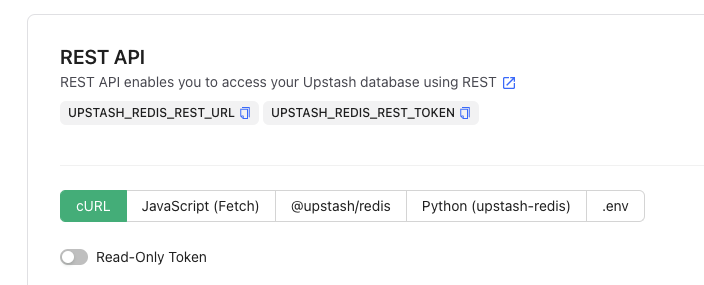 REST API
REST API enables you to access your Upstash database using REST
UPSTASH_REDIS_REST_URL UPSTASH_REDIS_REST_TOKEN
cURL JavaScript (Fetch) @upstash/redis Python (upstash-redis) .env
Read-Only Token